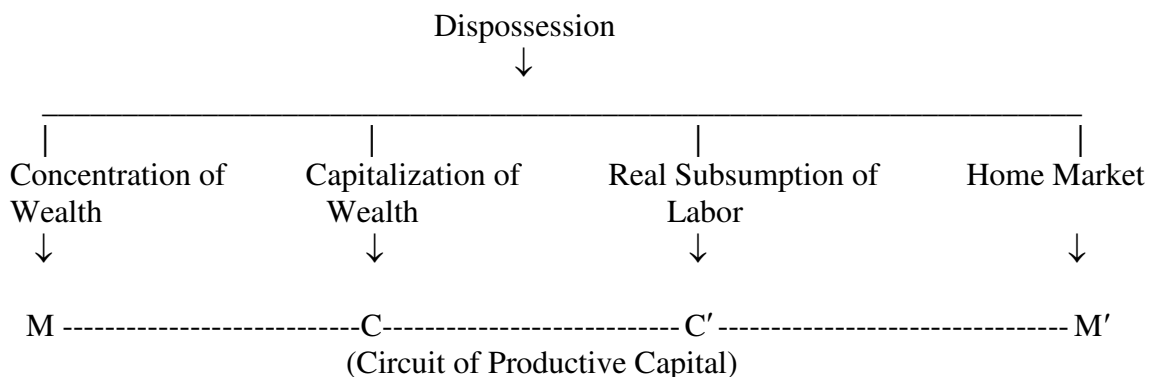 Dispossession
↓
| | | |
Concentration of Capitalization of Real Subsumption of Home Market
Wealth Wealth Labor
↓ ↓ ↓ ↓
M ---------------------------C----------------------------C′ --------------------------------- M′
(Circuit of Productive Capital)